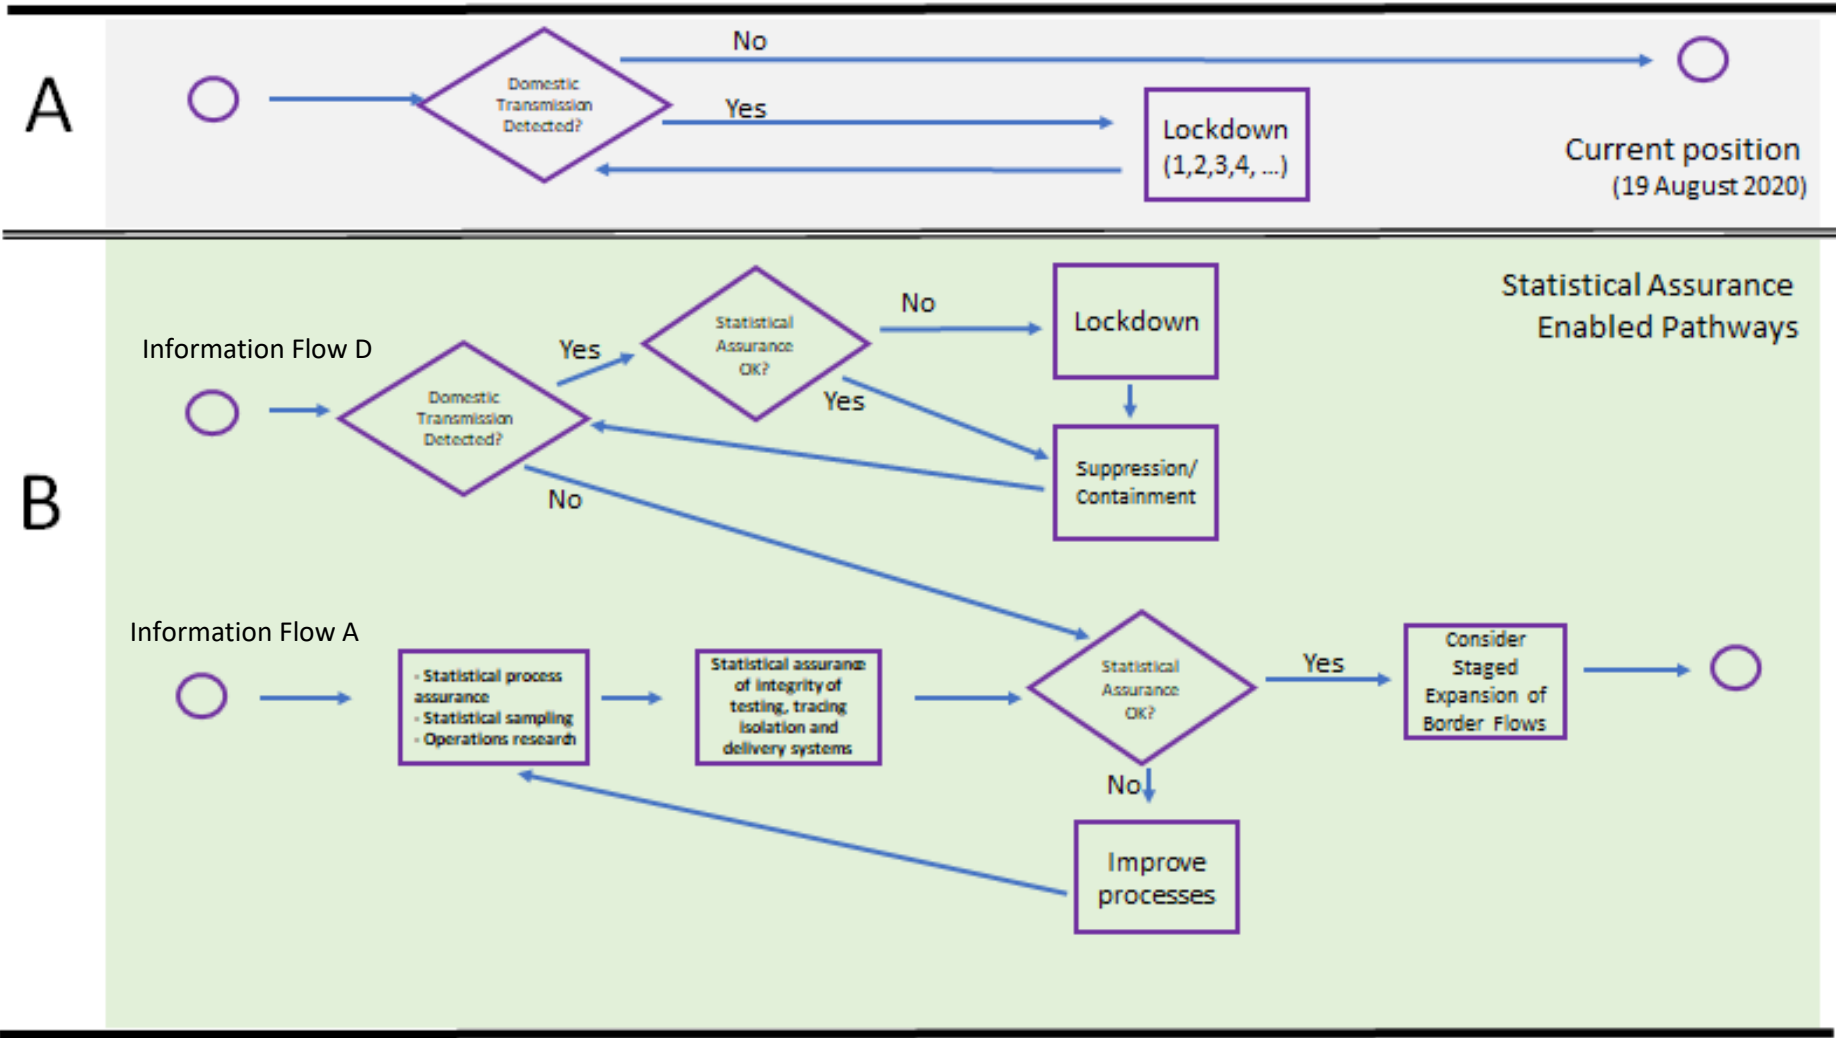 A
No
Domestic
Transmission
Detected?
Yes
Lockdown
(1,2,3,4, ...)
Current position
(19 August 2020)
B
Statistical Assurance
Enabled Pathways
Information Flow D
Domestic
Transmission
Detected?
Yes
Statistical
Assurance
OK?
No
Lockdown
Yes
Suppression/
Containment
No
Information Flow A
- Statistical process
assurance
- Statistical sampling
- Operations research
Statistical assurance
of integrity of
testing, tracing
isolation and
delivery systems
Statistical
Assurance
OK?
Yes
Consider
Staged
Expansion of
Border Flows
No
Improve
processes